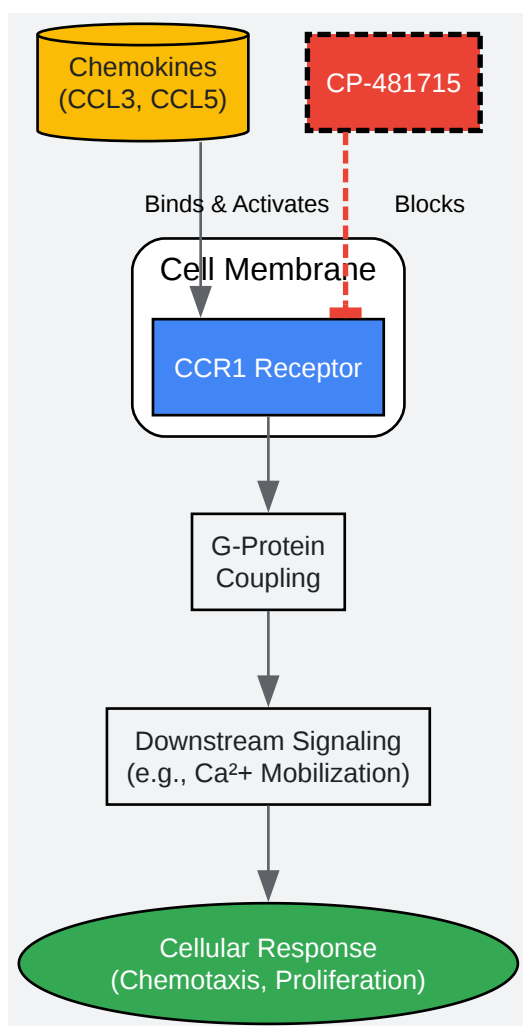 Chemokines
(CCL3, CCL5)
CP-481715
Binds & Activates
Blocks
Cell Membrane
CCR1 Receptor
G-Protein
Coupling
Downstream Signaling
(e.g., Ca²+ Mobilization)
Cellular Response
(Chemotaxis, Proliferation)